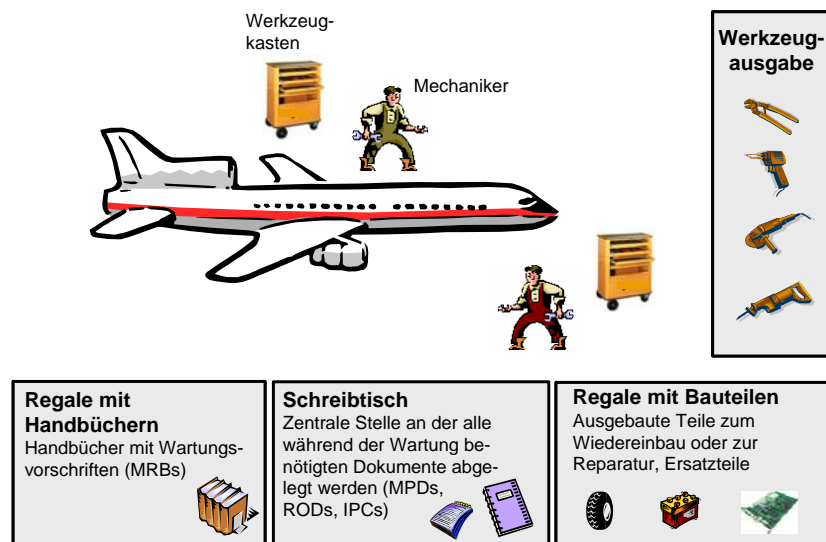 Werkzeug-
kasten
Mechaniker
Werkzeug-
ausgabe
Regale mit
Handbüchern
Handbücher mit Wartungs-
vorschriften (MRBs)
Schreibtisch
Zentrale Stelle an der alle
während der Wartung be-
nötigten Dokumente abge-
legt werden (MPDs,
RODs, IPCs)
Regale mit Bauteilen
Ausgebaute Teile zum
Wiedereinbau oder zur
Reparatur, Ersatzteile